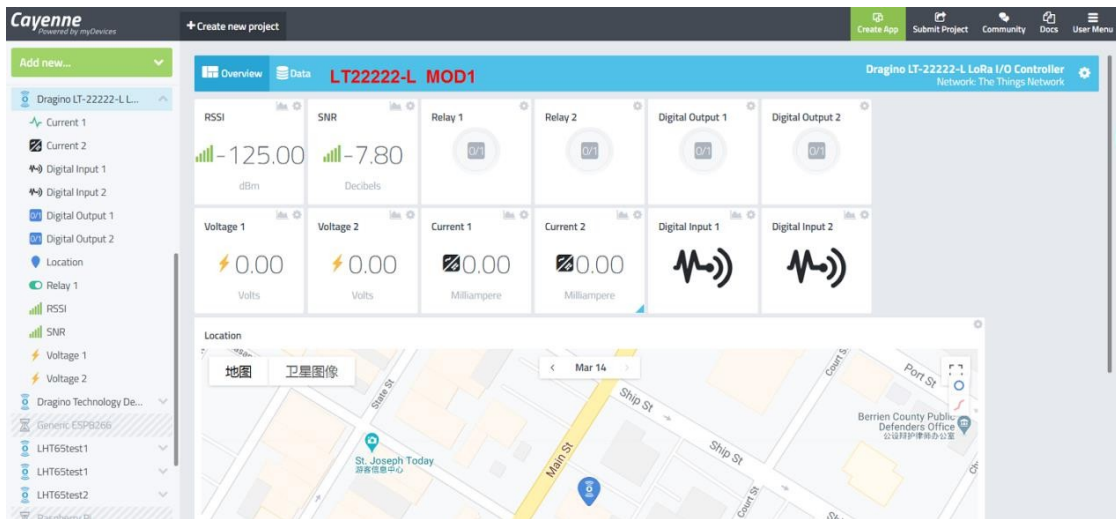 Cayenne
Powered by myDevices
+ Create new project
Create App
Submit Project
Community
Docs
User Menu
Add new...
Overview
Data
LT22222-L MOD1
Dragino LT-22222-L LoRa I/O Controller
Network: The Things Network
Dragino LT-22222-L L...
Current 1
Current 2
Digital Input 1
Digital Input 2
Digital Output 1
Digital Output 2
Location
Relay 1
RSSI
SNR
Voltage 1
Voltage 2
Dragino Technology De...
Generic ESP8266
LHT65test1
LHT65test1
LHT65test2
Raspberry Pi
RSSI
-125.00
dBm
SNR
-7.80
Decibels
Relay 1
0/1
Relay 2
0/1
Digital Output 1
0/1
Digital Output 2
0/1
Voltage 1
0.00
Volts
Voltage 2
0.00
Volts
Current 1
0.00
Milliampere
Current 2
0.00
Milliampere
Digital Input 1
Digital Input 2
Location
地图
卫星图像
Mar 14
State St
Ship St
Court St
Port St
Berrien County Public
Defenders Office
公设辩护律师办公室
St. Joseph Today
游客信息中心
Main St
Ship St
Court St